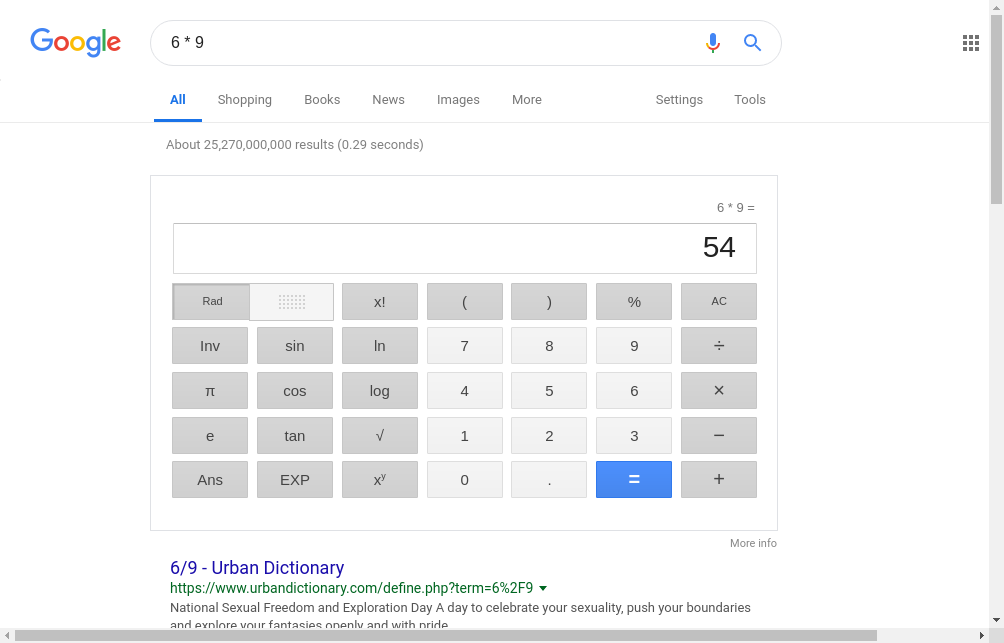 Google
6 * 9
All Shopping Books News Images More Settings Tools
About 25,270,000,000 results (0.29 seconds)
6 * 9 =
54
Rad x! ( ) % AC
Inv sin ln 7 8 9 ÷
π cos log 4 5 6 ×
e tan √ 1 2 3 −
Ans EXP xʸ 0 . = +
More info
6/9 - Urban Dictionary
https://www.urbandictionary.com/define.php?term=6%2F9
National Sexual Freedom and Exploration Day A day to celebrate your sexuality, push your boundaries
and explore your fantasies openly and with pride